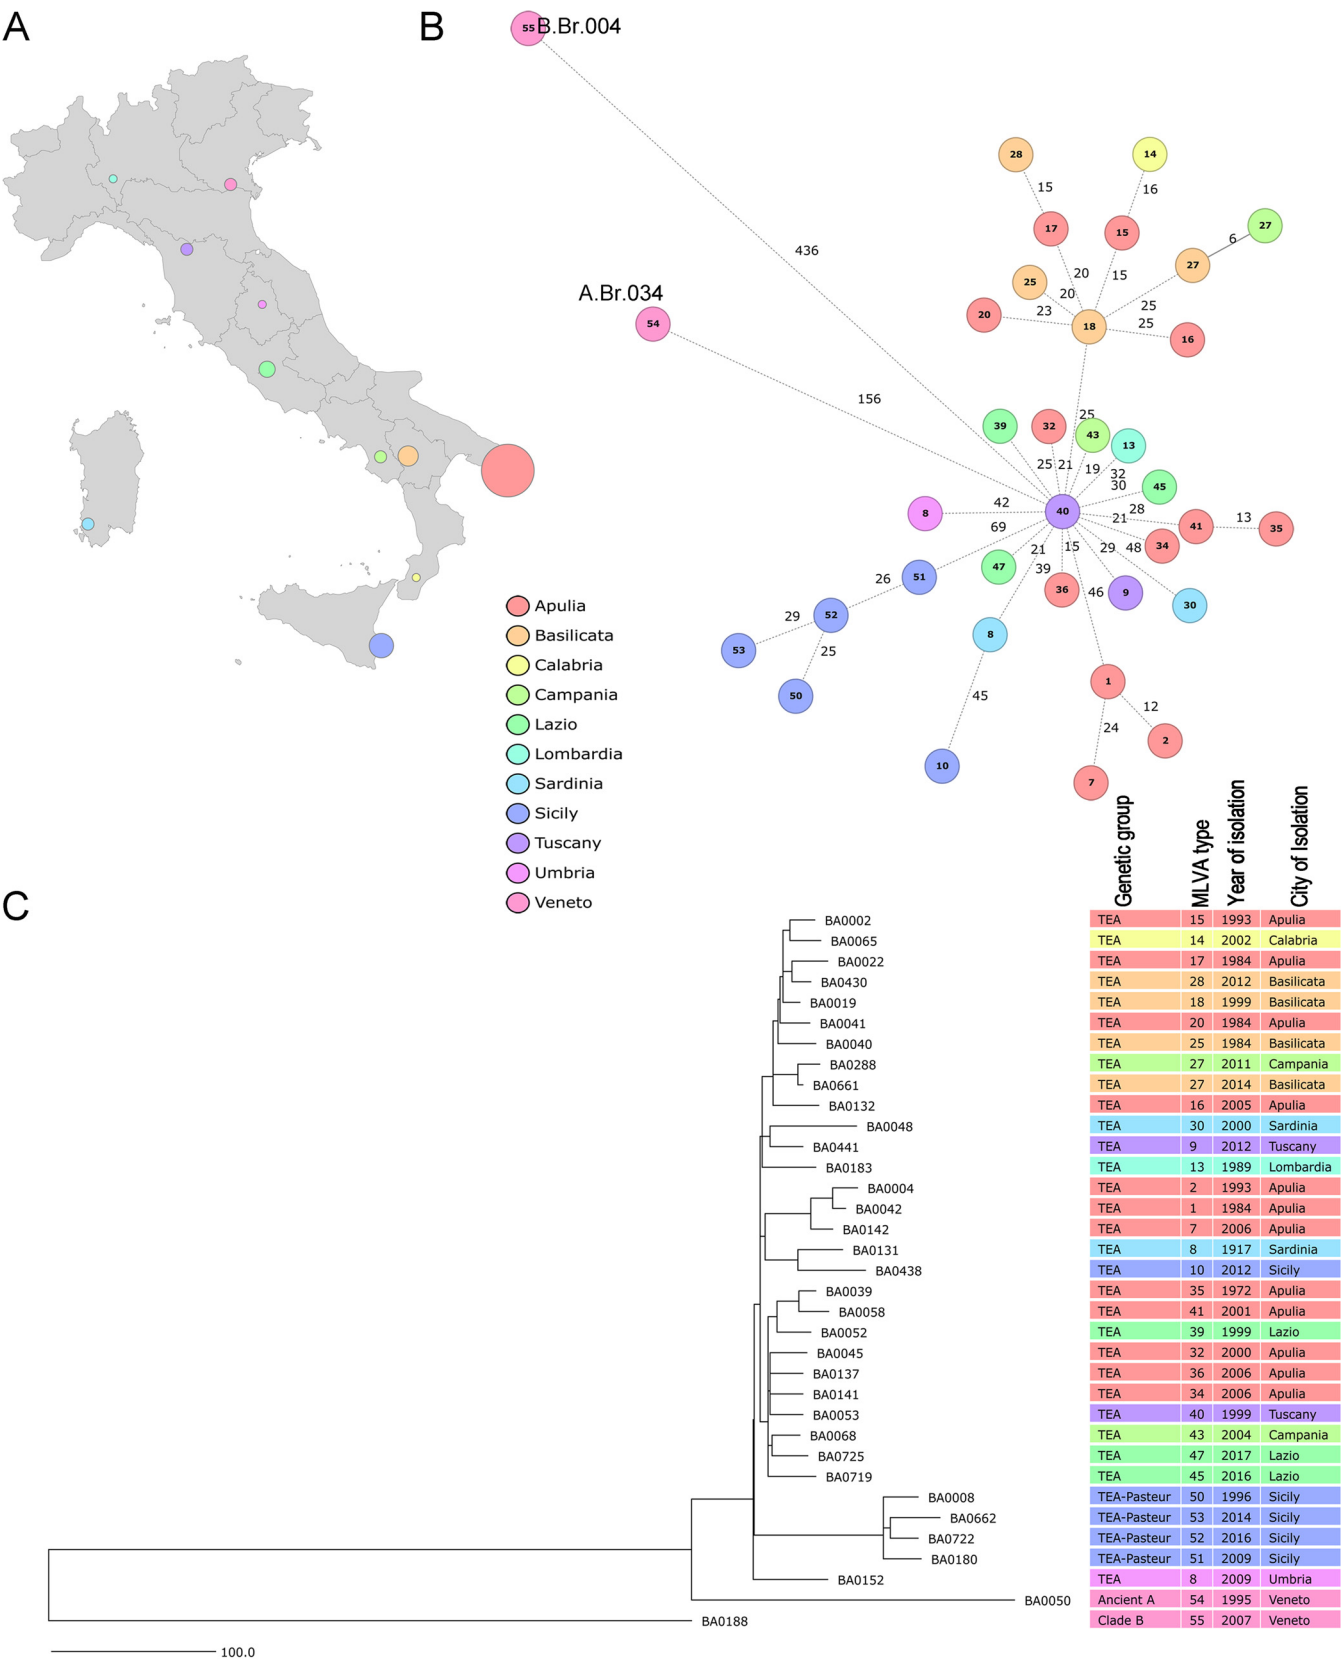 A
B
55 B.Br.004
28
14
15
16
17
15
27
6
27
436
20
15
25
20
25
A.Br.034
20
23
18
25
16
54
156
25
39
32
43
13
25
21
19
32
30
45
8
42
40
28
21
41
13
35
69
21
15
29
48
34
47
39
36
46
9
30
26
51
29
52
8
53
25
50
45
1
12
24
2
10
7
Apulia
Basilicata
Calabria
Campania
Lazio
Lombardia
Sardinia
Sicily
Tuscany
Umbria
Veneto
C
Genetic group MLVA type Year of isolation City of Isolation
BA0002 TEA 15 1993 Apulia
BA0065 TEA 14 2002 Calabria
BA0022 TEA 17 1984 Apulia
BA0430 TEA 28 2012 Basilicata
BA0019 TEA 18 1999 Basilicata
BA0041 TEA 20 1984 Apulia
BA0040 TEA 25 1984 Basilicata
BA0288 TEA 27 2011 Campania
BA0661 TEA 27 2014 Basilicata
BA0132 TEA 16 2005 Apulia
BA0048 TEA 30 2000 Sardinia
BA0441 TEA 9 2012 Tuscany
BA0183 TEA 13 1989 Lombardia
BA0004 TEA 2 1993 Apulia
BA0042 TEA 1 1984 Apulia
BA0142 TEA 7 2006 Apulia
BA0131 TEA 8 1917 Sardinia
BA0438 TEA 10 2012 Sicily
BA0039 TEA 35 1972 Apulia
BA0058 TEA 41 2001 Apulia
BA0052 TEA 39 1999 Lazio
BA0045 TEA 32 2000 Apulia
BA0137 TEA 36 2006 Apulia
BA0141 TEA 34 2006 Apulia
BA0053 TEA 40 1999 Tuscany
BA0068 TEA 43 2004 Campania
BA0725 TEA 47 2017 Lazio
BA0719 TEA 45 2016 Lazio
BA0008 TEA-Pasteur 50 1996 Sicily
BA0662 TEA-Pasteur 53 2014 Sicily
BA0722 TEA-Pasteur 52 2016 Sicily
BA0180 TEA-Pasteur 51 2009 Sicily
BA0152 TEA 8 2009 Umbria
BA0050 Ancient A 54 1995 Veneto
BA0188 Clade B 55 2007 Veneto
100.0